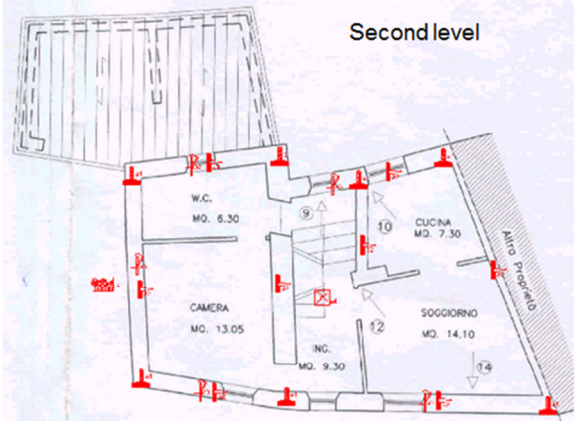 Second level
W.C.
MQ. 6.30
9
10
CUCINA
MQ. 7.30
Altra Proprietà
CAMERA
MQ. 13.05
12
SOGGIORNO
MQ. 14.10
ING.
MQ. 9.30
14